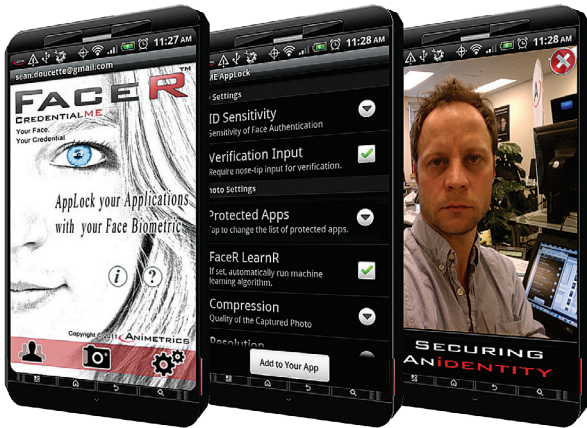 11:27 AM
sean.doucette@gmail.com
FACER™
CREDENTIALME
Your Face.
Your Credential
AppLock your Applications
with your Face Biometrics
i ?
Copyright © 2011 ANIMETRICS
11:28 AM
ME AppLock
Settings
ID Sensitivity
Sensitivity of Face Authentication
Verification Input
Require nose-tip input for verification.
hoto Settings
Protected Apps
Tap to change the list of protected apps.
FaceR LearnR
If set, automatically run machine
learning algorithm.
Compression
Quality of the Captured Photo
Resolution
Add to Your App
11:28 AM
SECURING
ANIDENTITY